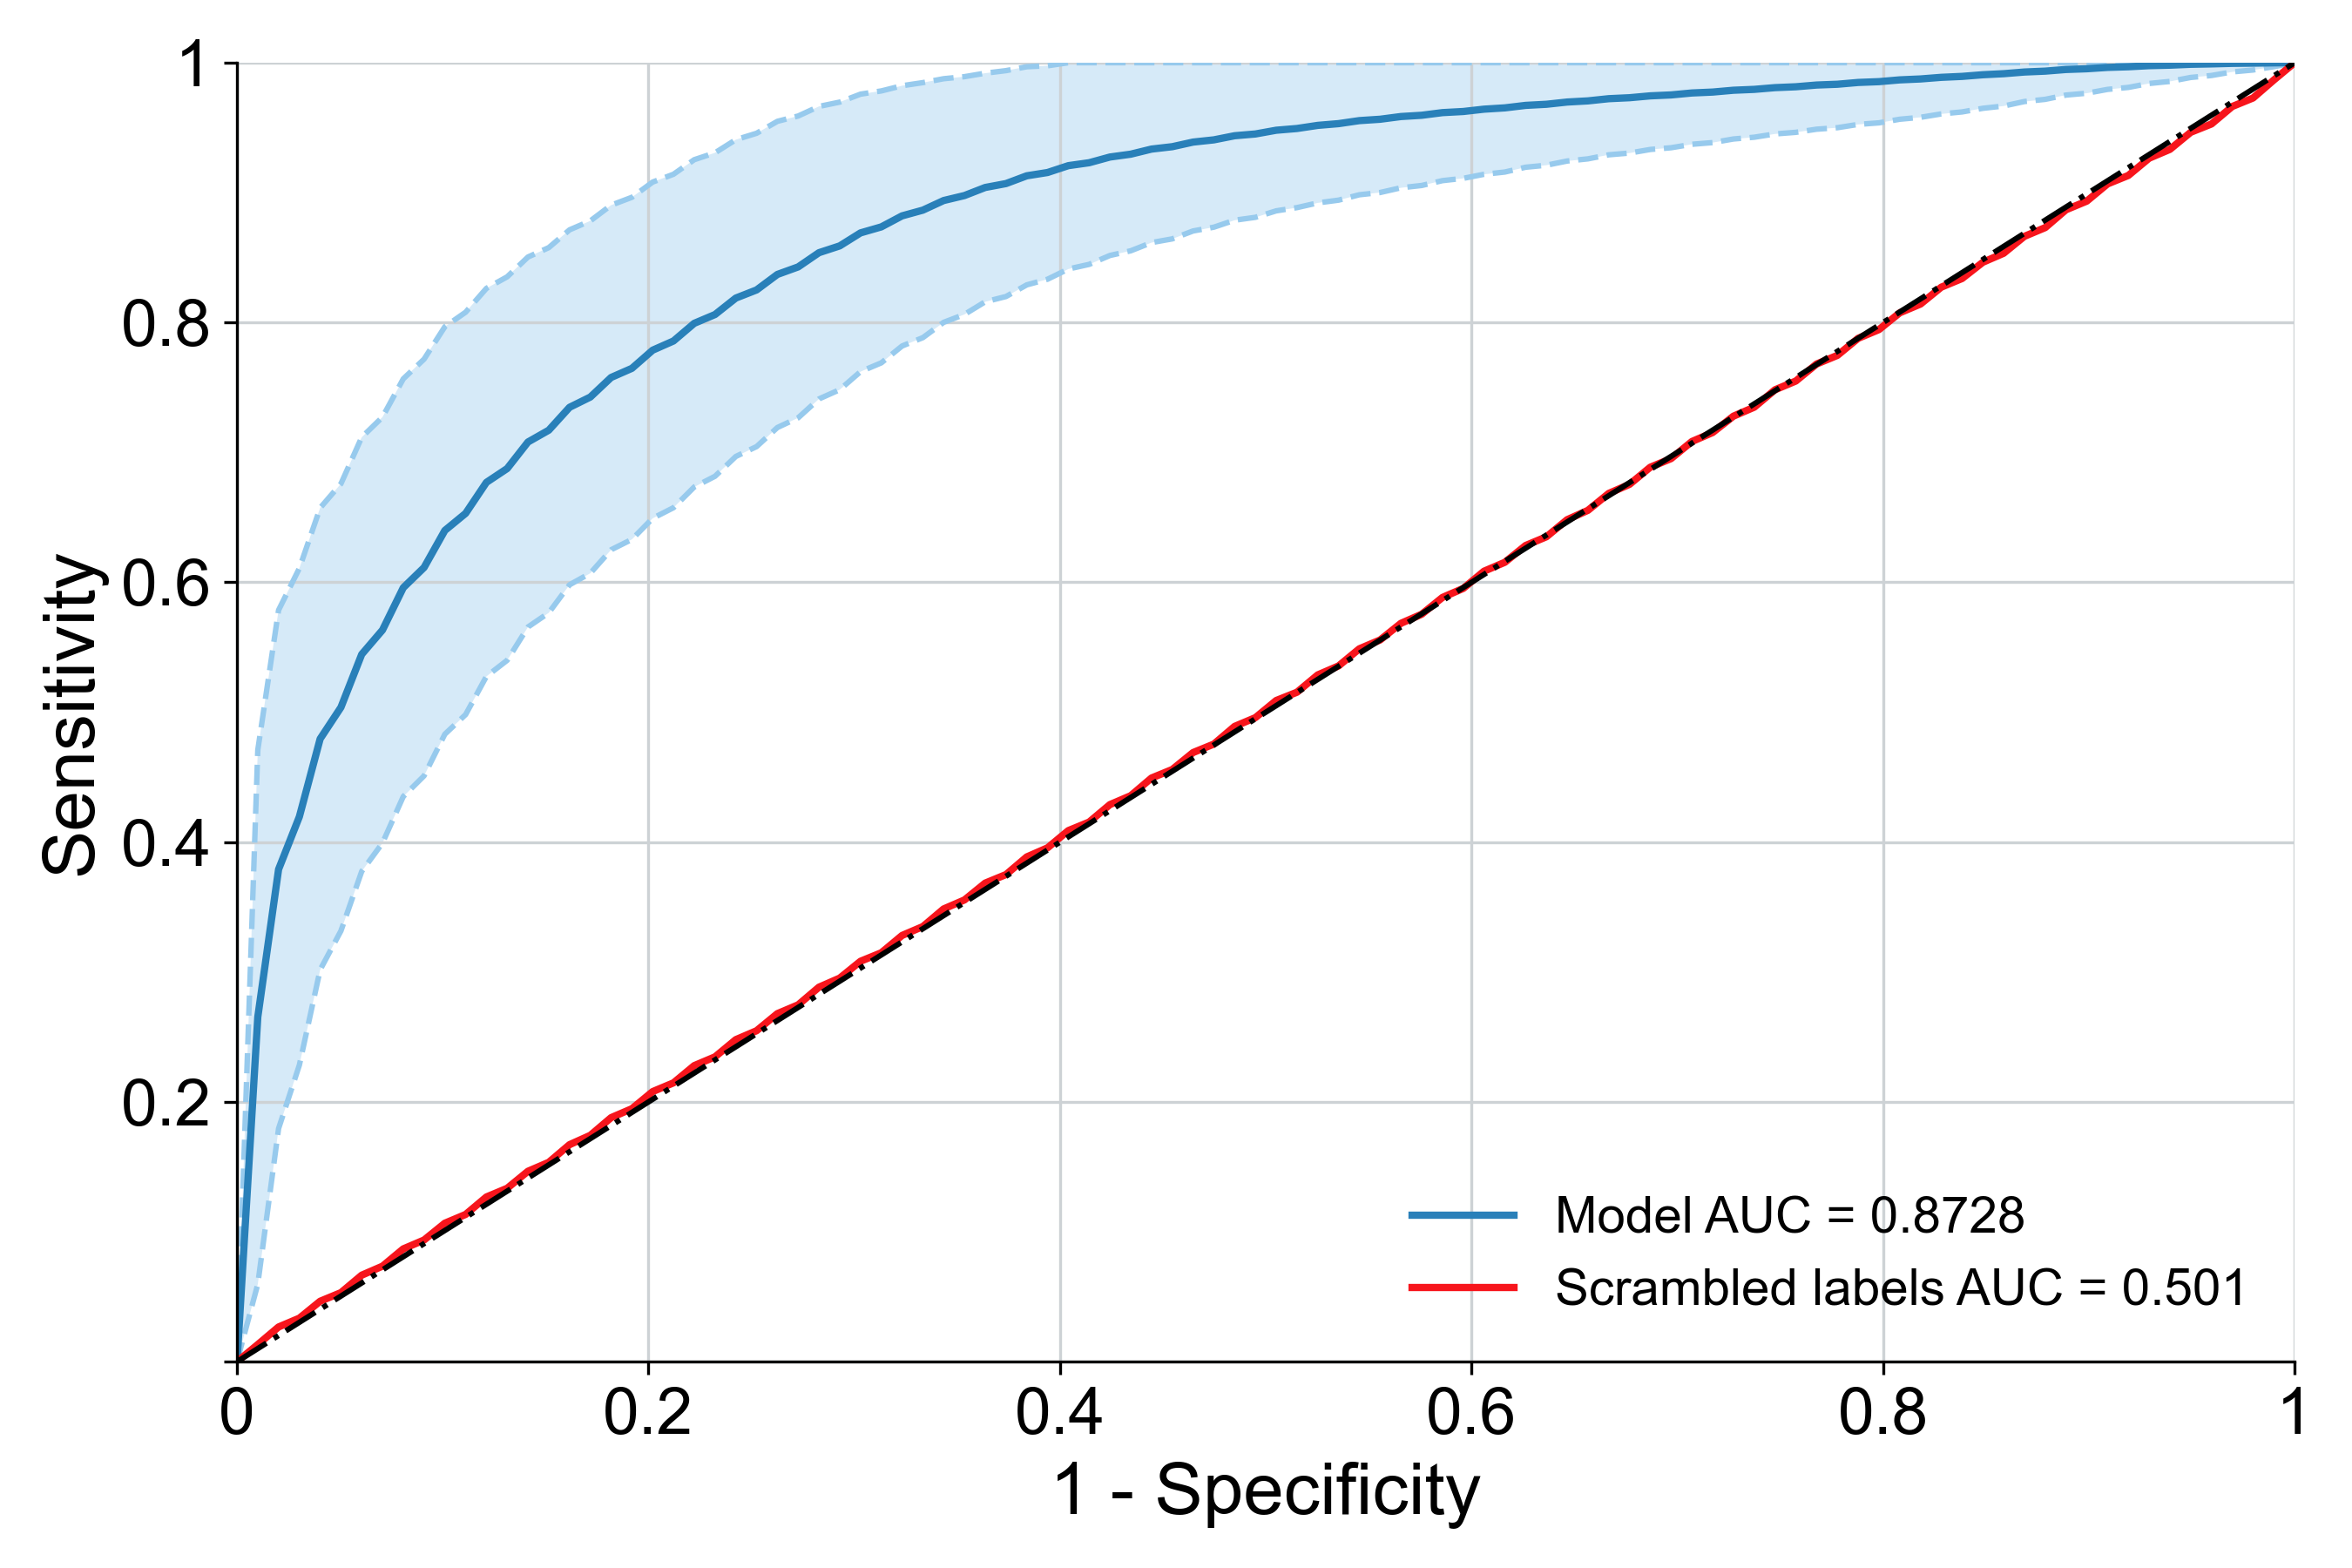 1
0.8
0.6
0.4
0.2
Sensitivity
Model AUC = 0.8728
Scrambled labels AUC = 0.501
0 0.2 0.4 0.6 0.8 1
1 - Specificity